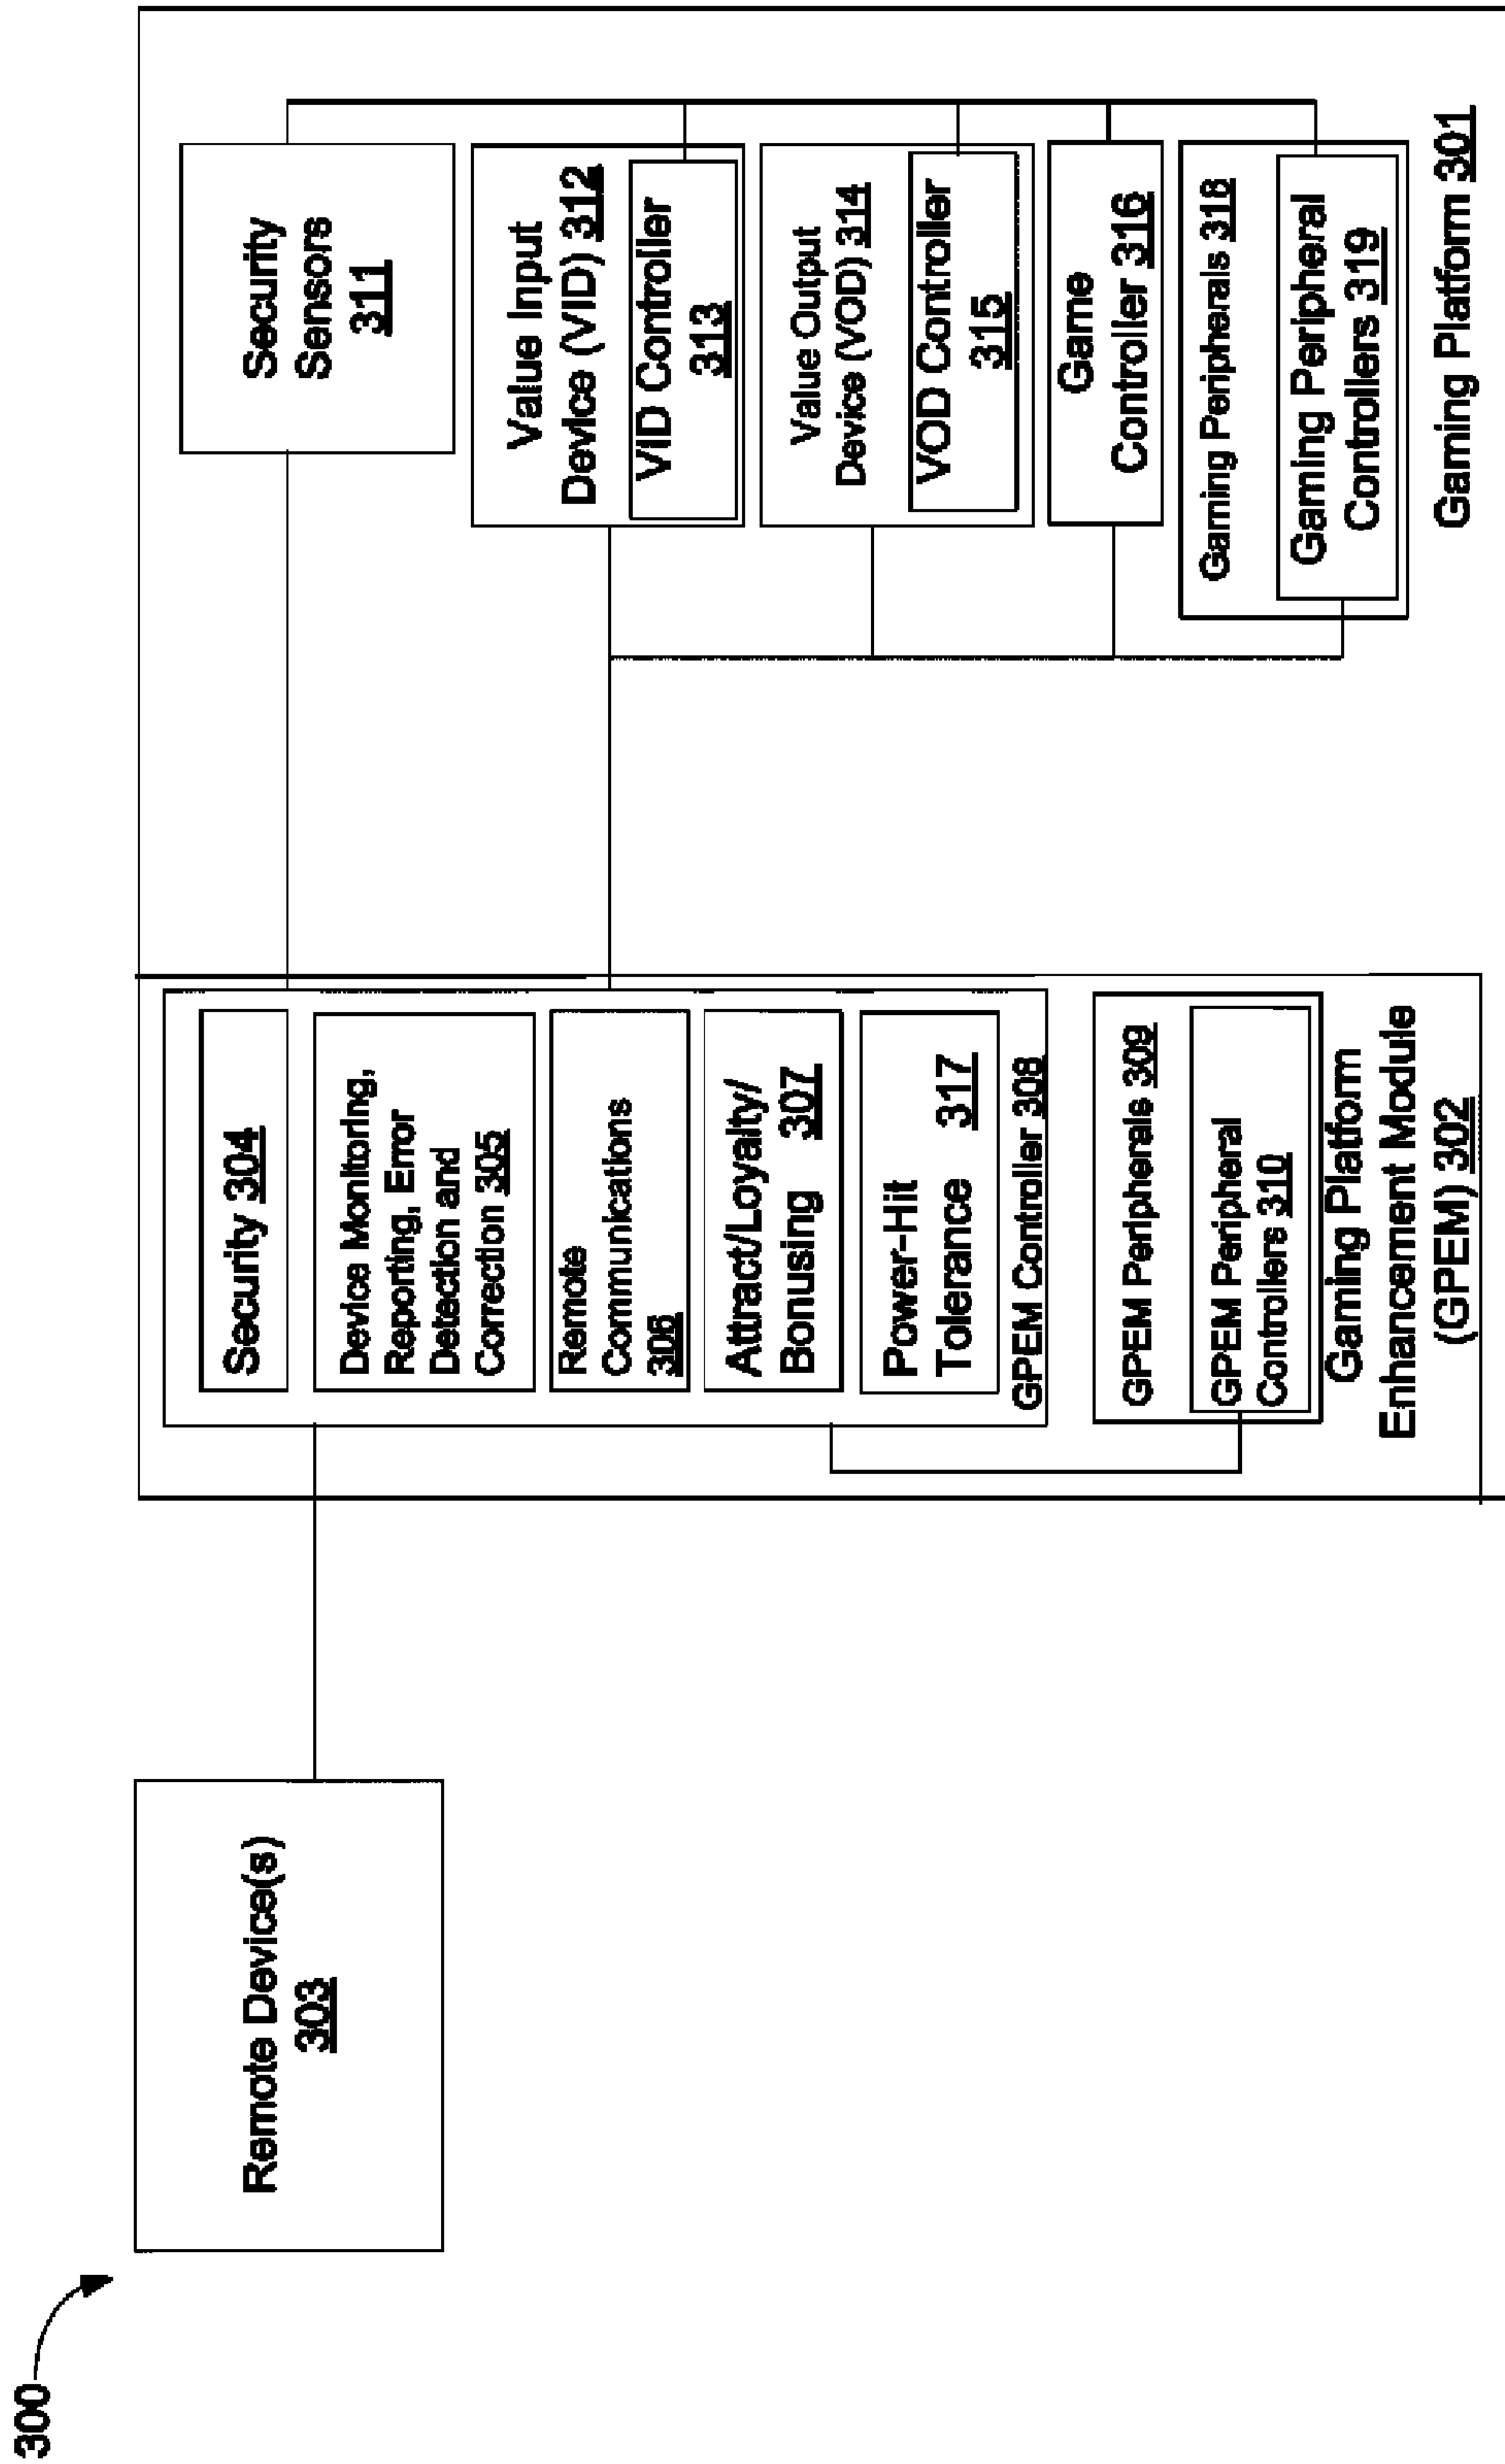 300
Remote Device(s)
303
Security 304
Device Monitoring,
Reporting, Error
Detection and
Correction 305
Remote
Communications
306
Attract/Loyalty/
Bonusing 307
Power-Hit
Tolerance 317
GPEM Controller 308
GPEM Peripherals 309
GPEM Peripheral
Controllers 310
Gaming Platform
Enhancement Module
(GPEM) 302
Security
Sensors
311
Value Input
Device (VID) 312
VID Controller
313
Value Output
Device (VOD) 314
VOD Controller
315
Game
Controller 316
Gaming Peripherals 318
Gaming Peripheral
Controllers 319
Gaming Platform 301